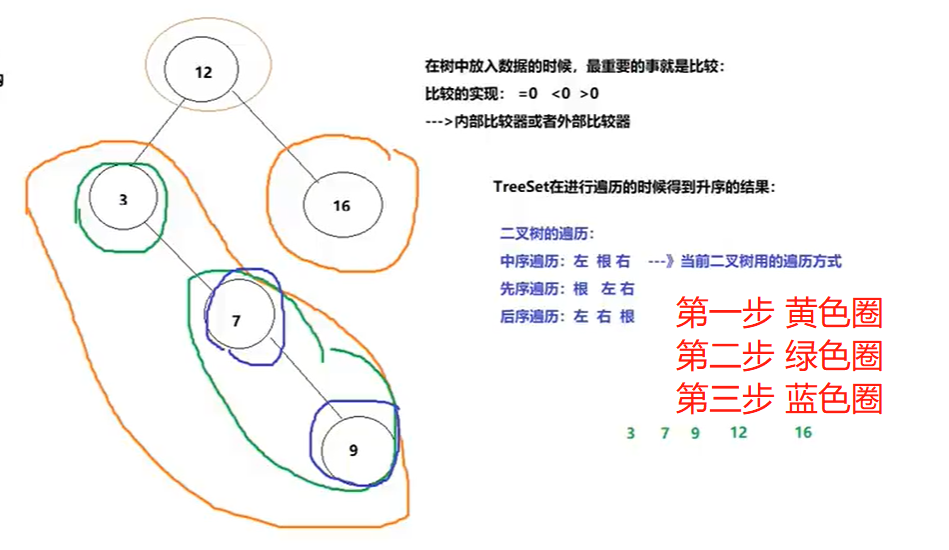 12
3
16
7
9
在树中放入数据的时候，最重要的事就是比较：
比较的实现： =0 <0 >0
--->内部比较器或者外部比较器
TreeSet在进行遍历的时候得到升序的结果：
二叉树的遍历：
中序遍历：左 根 右 ---》当前二叉树用的遍历方式
先序遍历：根 左 右
后序遍历：左 右 根
第一步 黄色圈
第二步 绿色圈
第三步 蓝色圈
3 7 9 12 16